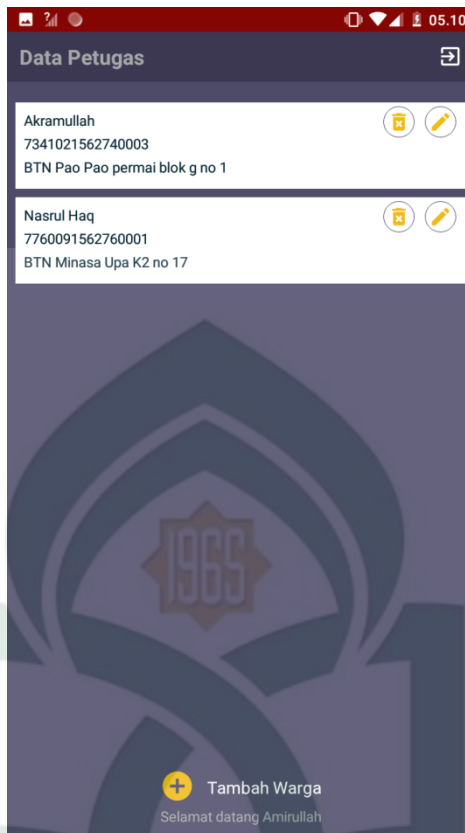 05.10
Data Petugas
Akramullah
7341021562740003
BTN Pao Pao permai blok g no 1
Nasrul Haq
7760091562760001
BTN Minasa Upa K2 no 17
1965
Tambah Warga
Selamat datang Amirullah